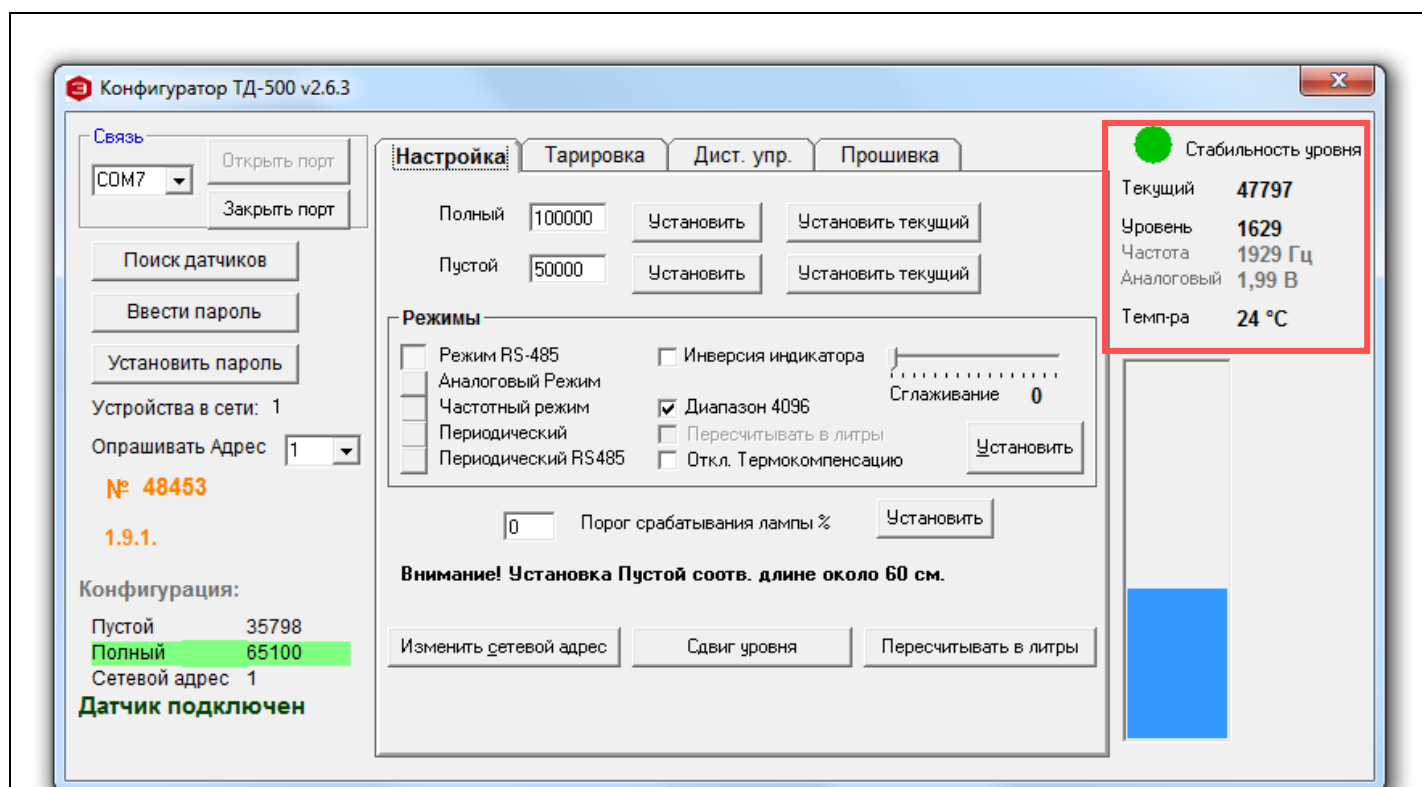 Конфигуратор ТД-500 v2.6.3
Связь
COM7
Открыть порт
Закрыть порт
Поиск датчиков
Ввести пароль
Установить пароль
Устройства в сети: 1
Опрашивать Адрес 1
№ 48453
1.9.1.
Конфигурация:
Пустой 35798
Полный 65100
Сетевой адрес 1
Датчик подключен
Настройка Тарировка Дист. упр. Прошивка
Полный 100000 Установить Установить текущий
Пустой 50000 Установить Установить текущий
Режимы
Режим RS-485
Аналоговый Режим
Частотный режим
Периодический
Периодический RS485
Инверсия индикатора
Диапазон 4096
Пересчитывать в литры
Откл. Термокомпенсацию
Сглаживание 0
Установить
0 Порог срабатывания лампы % Установить
Внимание! Установка Пустой соотв. длине около 60 см.
Изменить сетевой адрес Сдвиг уровня Пересчитывать в литры
Стабильность уровня
Текущий 47797
Уровень 1629
Частота 1929 Гц
Аналоговый 1,99 В
Темп-ра 24 °C